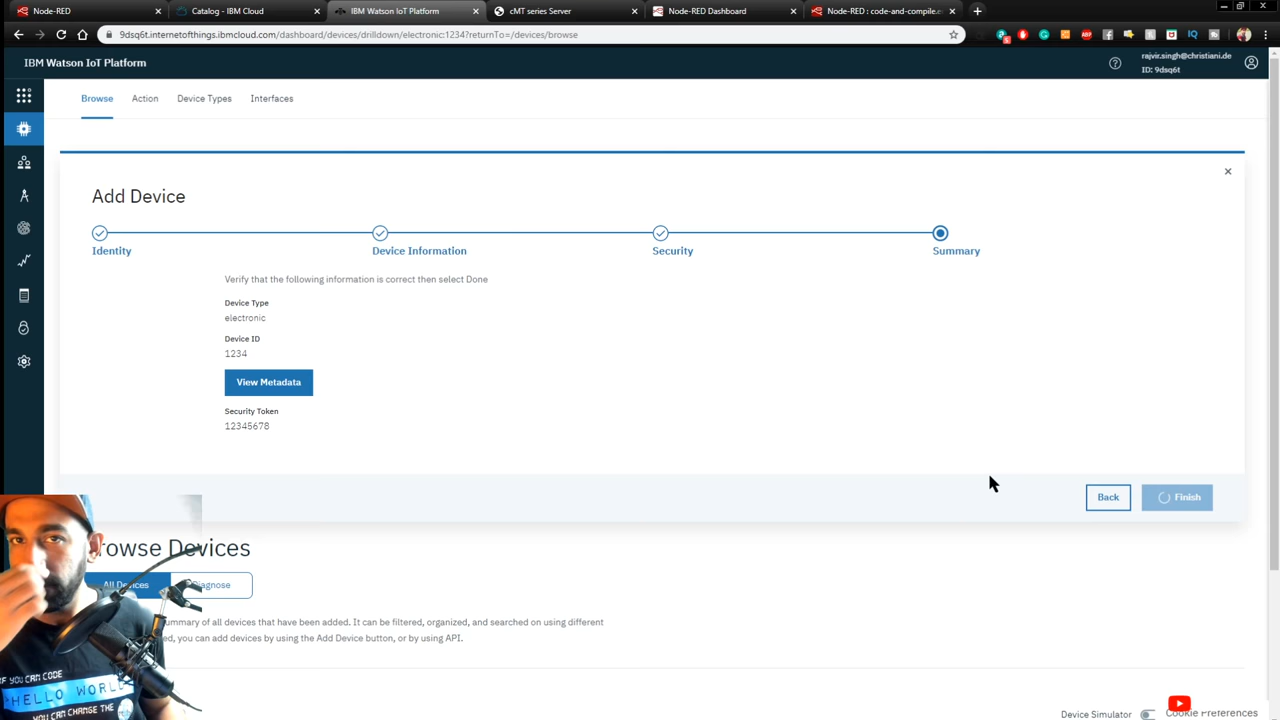 Node-RED
Catalog - IBM Cloud
IBM Watson IoT Platform
cMT series Server
Node-RED Dashboard
Node-RED : code-and-compile.e
9dsq6t.internetofthings.ibmcloud.com/dashboard/devices/drilldown/electronic:1234?returnTo=/devices/browse
IBM Watson IoT Platform
rajvir.singh@christiani.de
ID: 9dsq6t
Browse Action Device Types Interfaces
Add Device
Identity Device Information Security Summary
Verify that the following information is correct then select Done
Device Type
electronic
Device ID
1234
View Metadata
Security Token
12345678
Back Finish
rowse Devices
All Devices Diagnose
summary of all devices that have been added. It can be filtered, organized, and searched on using different
ed, you can add devices by using the Add Device button, or by using API.
IF YOU CAN CODE
HELLO WORLD
YOU CAN CHANGE THE
Device Simulator Cookie Preferences